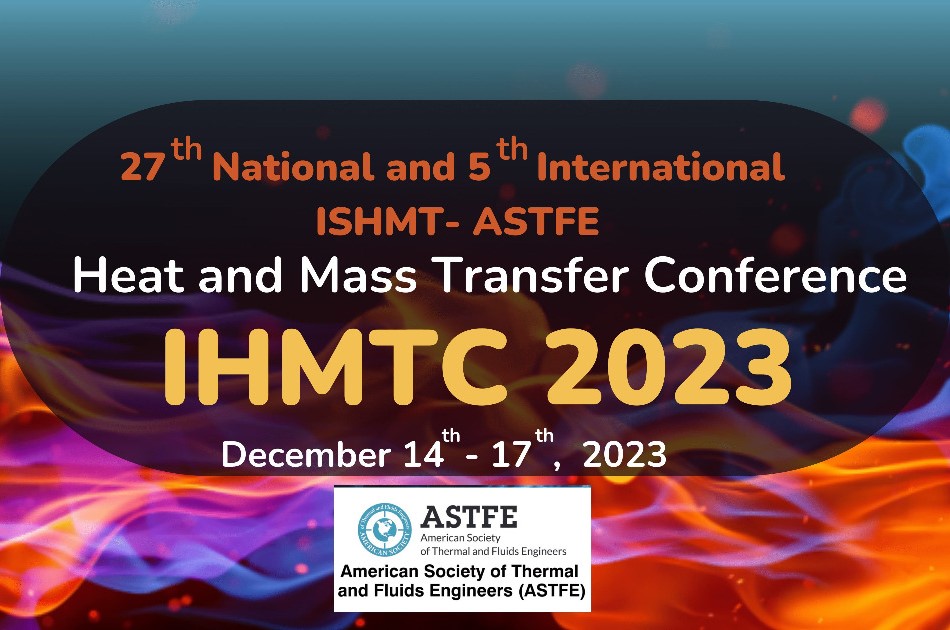 27th National and 5th International
ISHMT- ASTFE
Heat and Mass Transfer Conference
IHMTC 2023
December 14th - 17th, 2023
ASTFE
American Society
of Thermal and Fluids Engineers
American Society of Thermal
and Fluids Engineers (ASTFE)